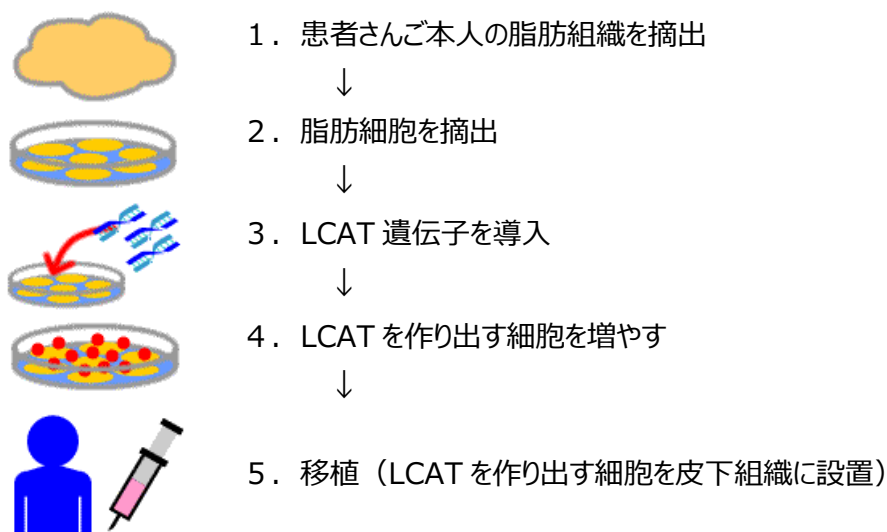 １．患者さんご本人の脂肪組織を摘出
↓
２．脂肪細胞を摘出
↓
３．LCAT 遺伝子を導入
↓
４．LCAT を作り出す細胞を増やす
↓
５．移植（LCAT を作り出す細胞を皮下組織に設置）